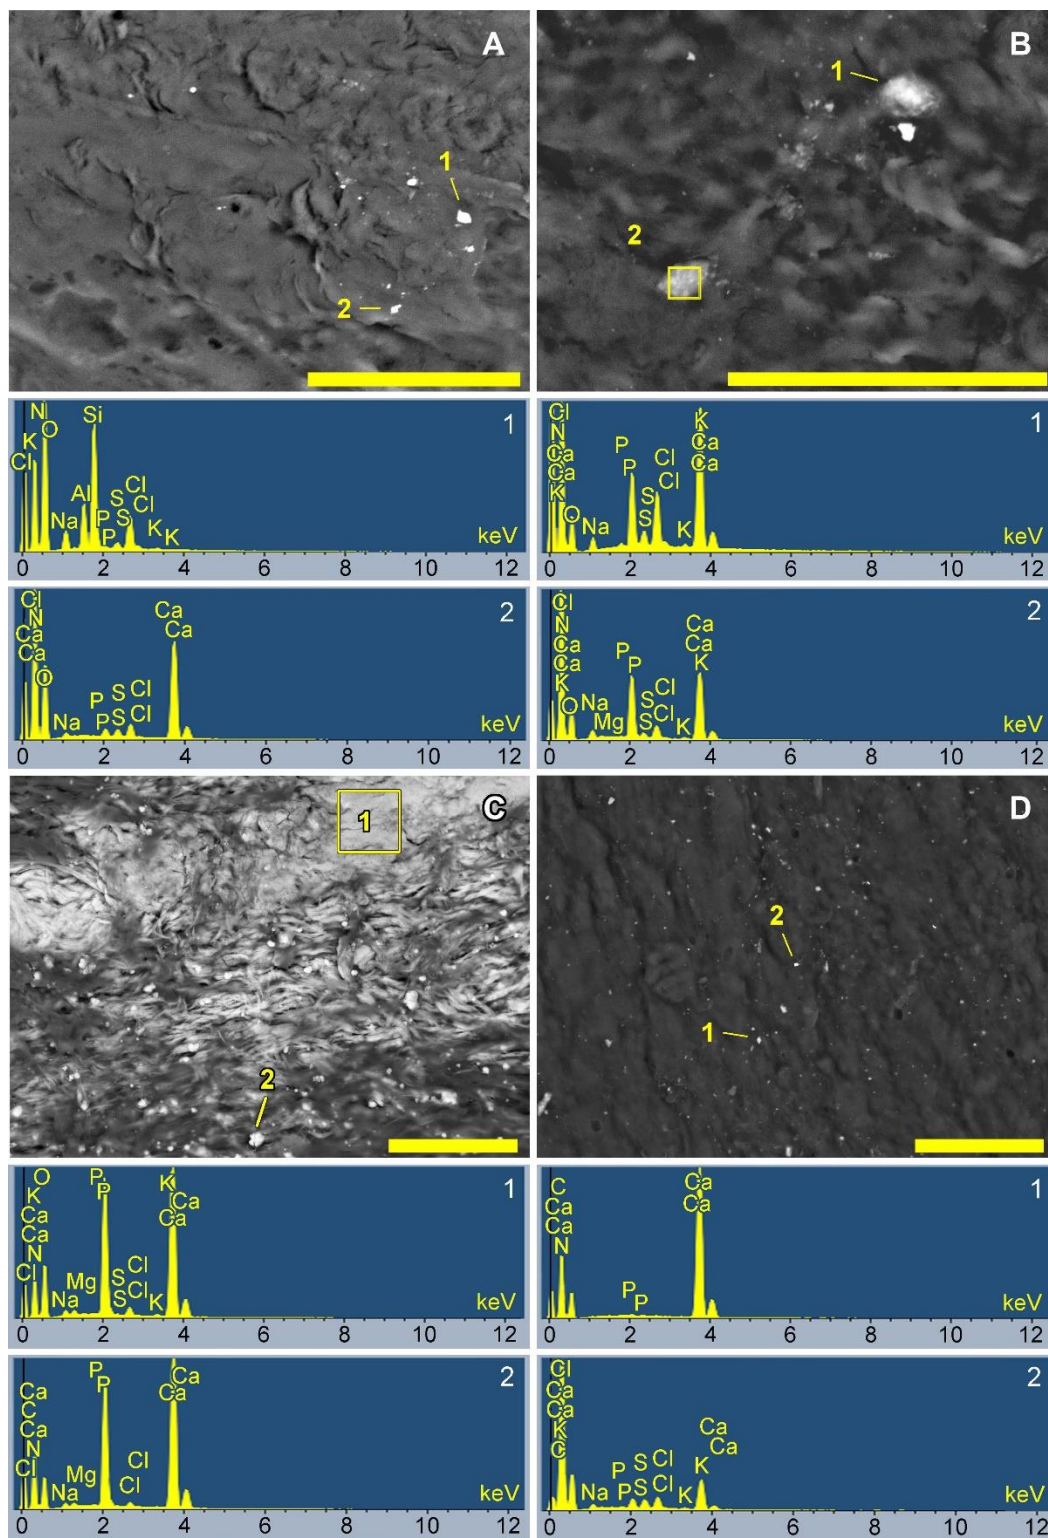 A
1
2
B
1
2
N Si 1
K O
Cl
Al Cl
S Cl
Na P S K K
P keV
0 2 4 6 8 10 12
Cl K 1
N P Ca
Ca P Cl Ca
Ca Cl
K S
O Na S K keV
0 2 4 6 8 10 12
Cl 2
N Ca
Ca Ca
Ca
O P S Cl
Na P S Cl keV
0 2 4 6 8 10 12
Cl 2
N Ca
Ca P Ca
Ca P S Cl K
K Na S Cl
O Mg K keV
0 2 4 6 8 10 12
C
1
2
D
2
1
O P K 1
K P Ca
Ca Ca
Ca
N S Cl
Cl Mg Cl
Na S K keV
0 2 4 6 8 10 12
C Ca 1
Ca Ca
Ca
N
P P keV
0 2 4 6 8 10 12
P Ca 2
Ca P Ca
C
Ca
N Cl
Cl Mg
Na Cl keV
0 2 4 6 8 10 12
Cl 2
Ca
Ca Ca
K S Cl Ca
C P S Cl K
Na P K keV
0 2 4 6 8 10 12